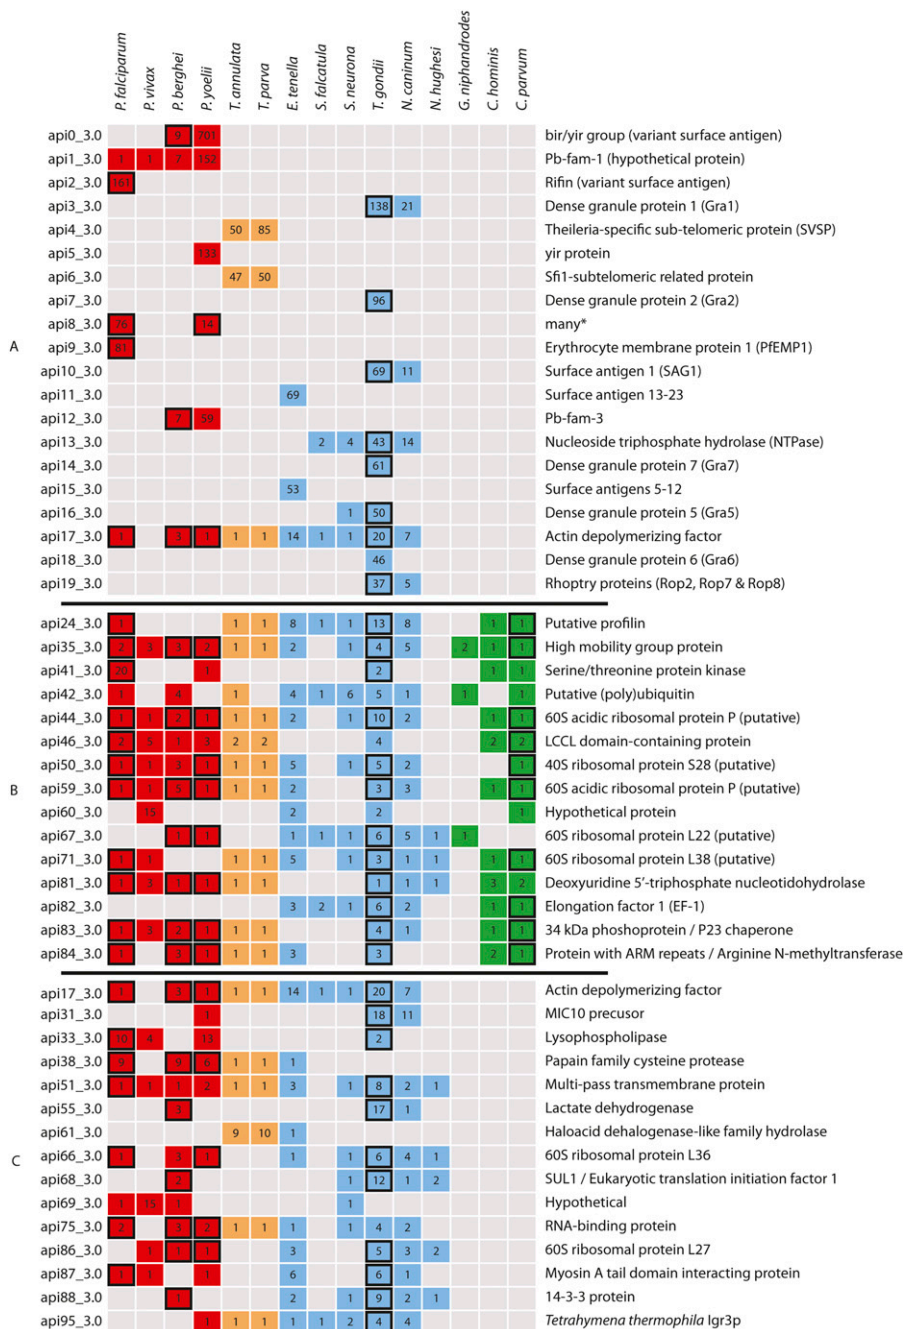 P. falciparum P. vivax P. berghei P. yoelii T. annulata T. parva E. tenella S. falcatula S. neurona T. gondii N. caninum N. hughesi G. niphandrodes C. hominis C. parvum
api0_3.0 9 701 bir/yir group (variant surface antigen)
api1_3.0 1 1 7 152 Pb-fam-1 (hypothetical protein)
api2_3.0 161 Rifin (variant surface antigen)
api3_3.0 138 21 Dense granule protein 1 (Gra1)
api4_3.0 50 85 Theileria-specific sub-telomeric protein (SVSP)
api5_3.0 133 yir protein
api6_3.0 47 50 Sfi1-subtelomeric related protein
api7_3.0 96 Dense granule protein 2 (Gra2)
api8_3.0 76 14 many*
A
api9_3.0 81 Erythrocyte membrane protein 1 (PfEMP1)
api10_3.0 69 11 Surface antigen 1 (SAG1)
api11_3.0 69 Surface antigen 13-23
api12_3.0 7 59 Pb-fam-3
api13_3.0 2 4 43 14 Nucleoside triphosphate hydrolase (NTPase)
api14_3.0 61 Dense granule protein 7 (Gra7)
api15_3.0 53 Surface antigens 5-12
api16_3.0 1 50 Dense granule protein 5 (Gra5)
api17_3.0 1 3 1 1 1 14 1 1 20 7 Actin depolymerizing factor
api18_3.0 46 Dense granule protein 6 (Gra6)
api19_3.0 37 5 Rhoptry proteins (Rop2, Rop7 & Rop8)
api24_3.0 1 1 1 8 1 1 13 8 1 1 Putative profilin
api35_3.0 2 3 3 2 1 1 2 1 4 5 2 1 1 High mobility group protein
api41_3.0 20 1 2 1 1 Serine/threonine protein kinase
api42_3.0 1 4 1 4 1 6 5 1 1 1 Putative (poly)ubiquitin
api44_3.0 1 1 2 1 1 1 2 1 10 2 1 1 60S acidic ribosomal protein P (putative)
api46_3.0 2 5 1 3 2 2 4 2 2 LCCL domain-containing protein
api50_3.0 1 1 3 1 1 1 5 1 5 2 1 40S ribosomal protein S28 (putative)
B
api59_3.0 1 1 5 1 1 1 2 3 3 1 1 60S acidic ribosomal protein P (putative)
api60_3.0 15 2 2 1 Hypothetical protein
api67_3.0 1 1 1 1 1 6 5 1 1 60S ribosomal protein L22 (putative)
api71_3.0 1 1 1 1 5 1 3 1 1 1 1 60S ribosomal protein L38 (putative)
api81_3.0 1 3 1 1 1 1 1 1 1 3 2 Deoxyuridine 5′-triphosphate nucleotidohydrolase
api82_3.0 3 2 1 6 2 1 1 Elongation factor 1 (EF-1)
api83_3.0 1 3 2 1 1 1 4 1 1 1 34 kDa phoshoprotein / P23 chaperone
api84_3.0 1 3 1 1 1 3 3 2 1 Protein with ARM repeats / Arginine N-methyltransferase
api17_3.0 1 3 1 1 1 14 1 1 20 7 Actin depolymerizing factor
api31_3.0 1 18 11 MIC10 precusor
api33_3.0 10 4 13 2 Lysophospholipase
api38_3.0 9 9 6 1 1 1 Papain family cysteine protease
api51_3.0 1 1 1 2 1 1 3 1 8 2 1 Multi-pass transmembrane protein
api55_3.0 3 17 1 Lactate dehydrogenase
api61_3.0 9 10 1 Haloacid dehalogenase-like family hydrolase
C
api66_3.0 1 3 1 1 1 6 4 1 60S ribosomal protein L36
api68_3.0 2 1 12 1 2 SUL1 / Eukaryotic translation initiation factor 1
api69_3.0 1 15 1 1 Hypothetical
api75_3.0 2 3 2 1 1 1 1 4 2 RNA-binding protein
api86_3.0 1 1 1 3 5 3 2 60S ribosomal protein L27
api87_3.0 1 1 1 6 6 1 Myosin A tail domain interacting protein
api88_3.0 1 2 1 9 2 1 14-3-3 protein
api95_3.0 1 1 1 1 1 2 4 4 Tetrahymena thermophila lgr3p